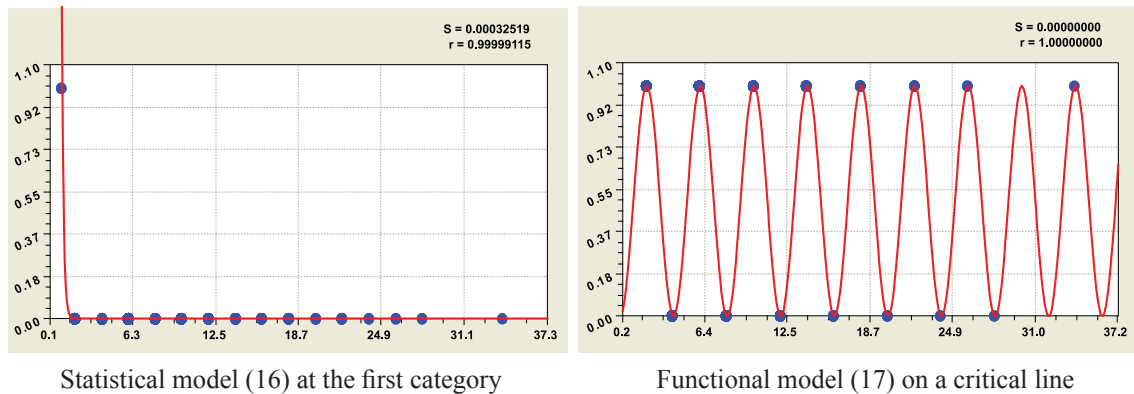 S = 0.00032519
r = 0.99999115
1.10
0.92
0.73
0.55
0.37
0.18
0.00
0.1 6.3 12.5 18.7 24.9 31.1 37.3
Statistical model (16) at the first category
S = 0.00000000
r = 1.00000000
1.10
0.92
0.73
0.55
0.37
0.18
0.00
0.2 6.4 12.5 18.7 24.9 31.0 37.2
Functional model (17) on a critical line